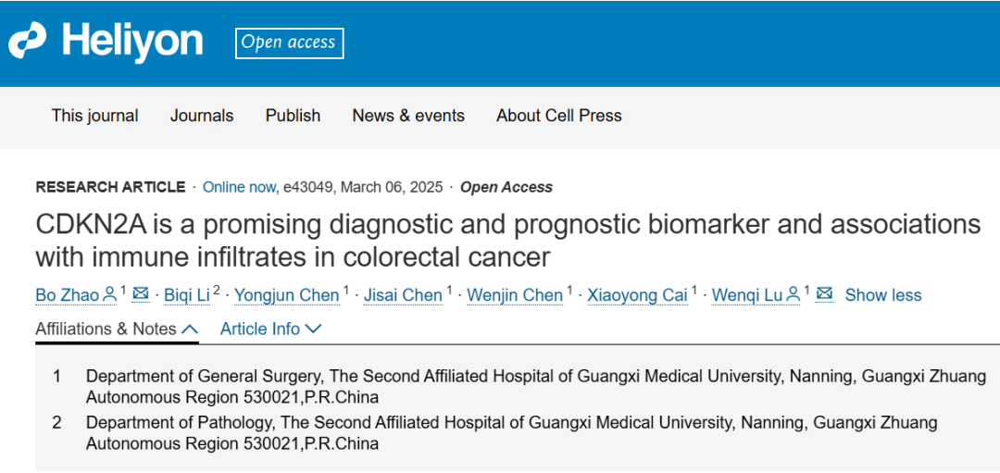 Heliyon
Open access
This journal Journals Publish News & events About Cell Press
RESEARCH ARTICLE · Online now, e43049, March 06, 2025 · Open Access
CDKN2A is a promising diagnostic and prognostic biomarker and associations
with immune infiltrates in colorectal cancer
Bo Zhao 1 · Biqi Li 2 · Yongjun Chen 1 · Jisai Chen 1 · Wenjin Chen 1 · Xiaoyong Cai 1 · Wenqi Lu 1 Show less
Affiliations & Notes Article Info
1 Department of General Surgery, The Second Affiliated Hospital of Guangxi Medical University, Nanning, Guangxi Zhuang
Autonomous Region 530021,P.R.China
2 Department of Pathology, The Second Affiliated Hospital of Guangxi Medical University, Nanning, Guangxi Zhuang
Autonomous Region 530021,P.R.China